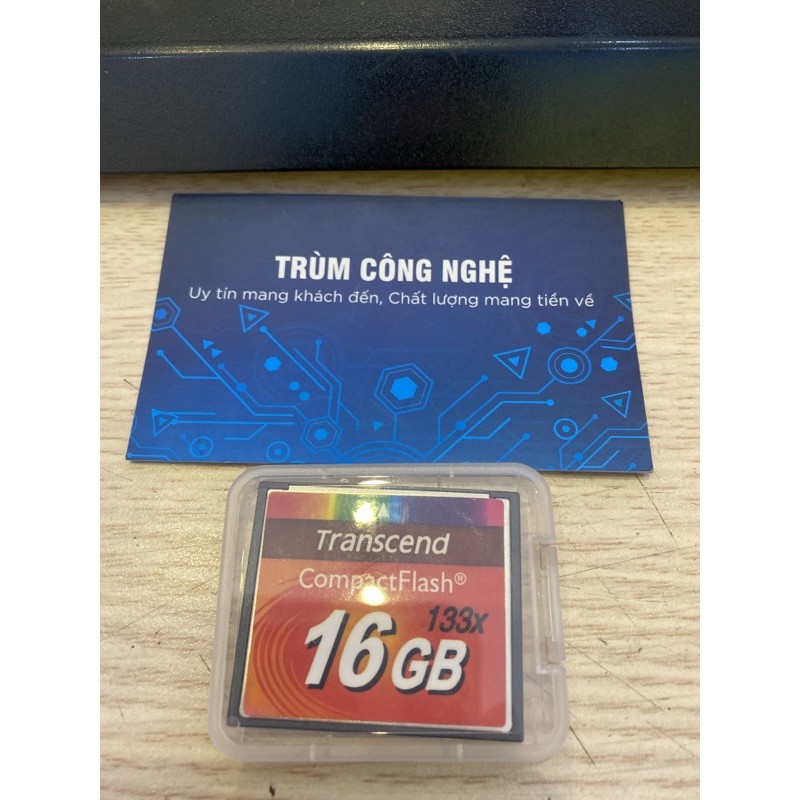 TRÙM CÔNG NGHỆ
Uy tín mang khách đến, Chất lượng mang tiền về
Transcend
CompactFlash®
133x
16GB